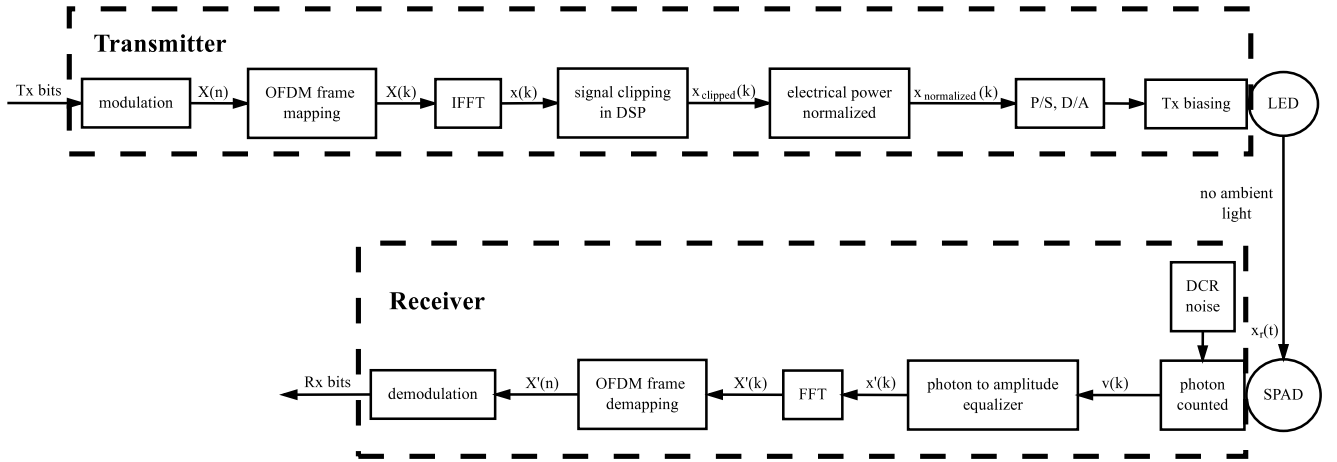 Transmitter
Tx bits
modulation
X(n)
OFDM frame
mapping
X(k)
IFFT
x(k)
signal clipping
in DSP
x clipped(k)
electrical power
normalized
x normalized (k)
P/S, D/A
Tx biasing
LED
no ambient
light
Receiver
DCR
noise
xr(t)
Rx bits
demodulation
X'(n)
OFDM frame
demapping
X'(k)
FFT
x'(k)
photon to amplitude
equalizer
v(k)
photon
counted
SPAD